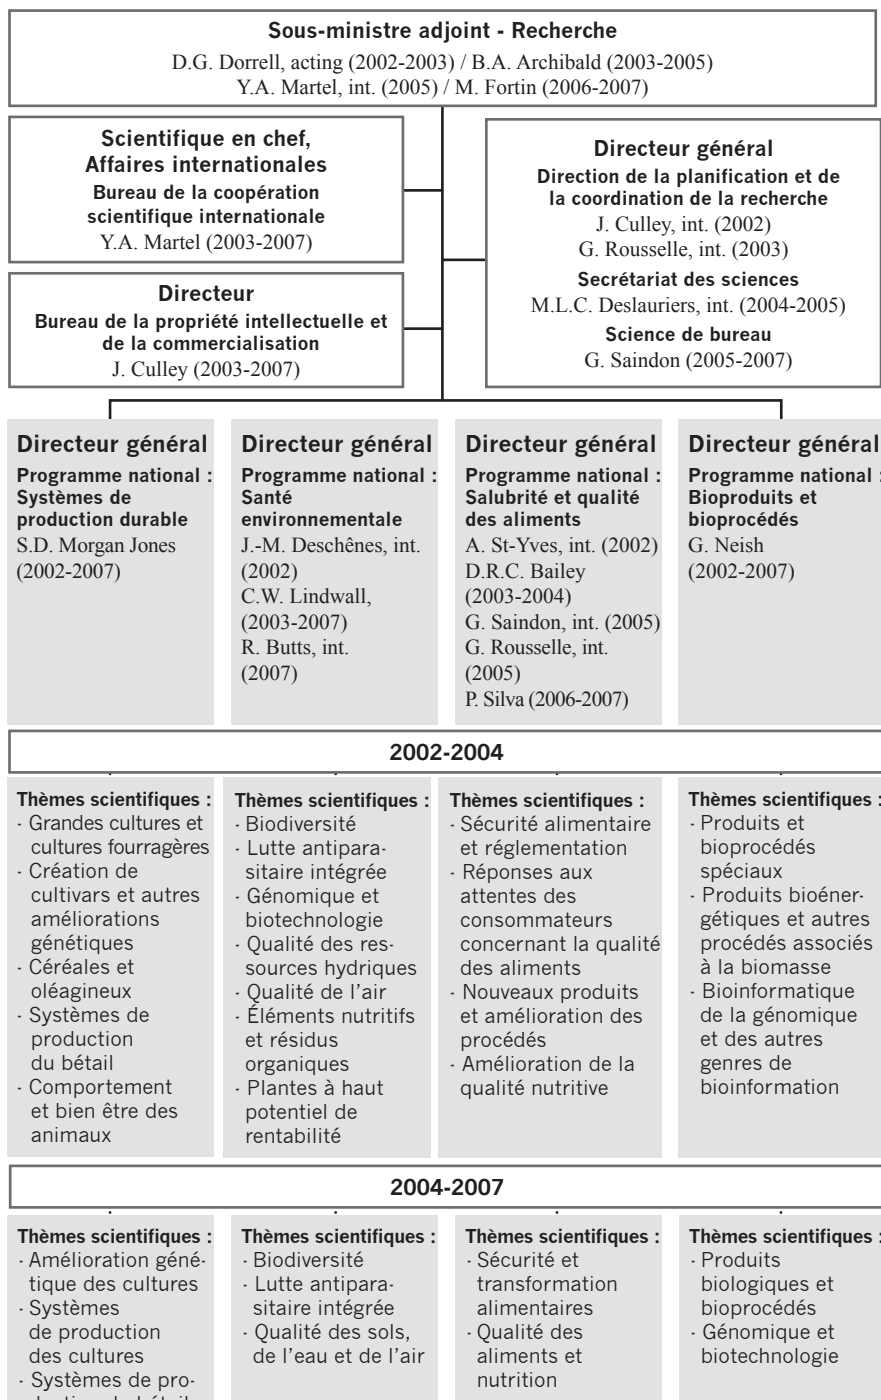 Sous-ministre adjoint - Recherche
D.G. Dorrell, acting (2002-2003) / B.A. Archibald (2003-2005)
Y.A. Martel, int. (2005) / M. Fortin (2006-2007)
Scientifique en chef,
Affaires internationales
Bureau de la coopération
scientifique internationale
Y.A. Martel (2003-2007)
Directeur
Bureau de la propriété intellectuelle et
de la commercialisation
J. Culley (2003-2007)
Directeur général
Direction de la planification et de
la coordination de la recherche
J. Culley, int. (2002)
G. Rousselle, int. (2003)
Secrétariat des sciences
M.L.C. Deslauriers, int. (2004-2005)
Science de bureau
G. Saindon (2005-2007)
Directeur général
Programme national :
Systèmes de
production durable
S.D. Morgan Jones
(2002-2007)
Directeur général
Programme national :
Santé
environnementale
J.-M. Deschênes, int.
(2002)
C.W. Lindwall,
(2003-2007)
R. Butts, int.
(2007)
Directeur général
Programme national :
Salubrité et qualité
des aliments
A. St-Yves, int. (2002)
D.R.C. Bailey
(2003-2004)
G. Saindon, int. (2005)
G. Rousselle, int.
(2005)
P. Silva (2006-2007)
Directeur général
Programme national :
Bioproduits et
bioprocédés
G. Neish
(2002-2007)
2002-2004
Thèmes scientifiques :
- Grandes cultures et
cultures fourragères
- Création de
cultivars et autres
améliorations
génétiques
- Céréales et
oléagineux
- Systèmes de
production
du bétail
- Comportement
et bien être des
animaux
Thèmes scientifiques :
- Biodiversité
- Lutte antipara-
sitaire intégrée
- Génomique et
biotechnologie
- Qualité des res-
sources hydriques
- Qualité de l'air
- Éléments nutritifs
et résidus
organiques
- Plantes à haut
potentiel de
rentabilité
Thèmes scientifiques :
- Sécurité alimentaire
et réglementation
- Réponses aux
attentes des
consommateurs
concernant la qualité
des aliments
- Nouveaux produits
et amélioration des
procédés
- Amélioration de la
qualité nutritive
Thèmes scientifiques :
- Produits et
bioprocédés
spéciaux
- Produits bioéner-
gétiques et autres
procédés associés
à la biomasse
- Bioinformatique
de la génomique
et des autres
genres de
bioinformation
2004-2007
Thèmes scientifiques :
- Amélioration géné-
tique des cultures
- Systèmes
de production
des cultures
- Systèmes de pro-
Thèmes scientifiques :
- Biodiversité
- Lutte antipara-
sitaire intégrée
- Qualité des sols,
de l'eau et de l'air
Thèmes scientifiques :
- Sécurité et
transformation
alimentaires
- Qualité des
aliments et
nutrition
Thèmes scientifiques :
- Produits
biologiques et
bioprocédés
- Génomique et
biotechnologie